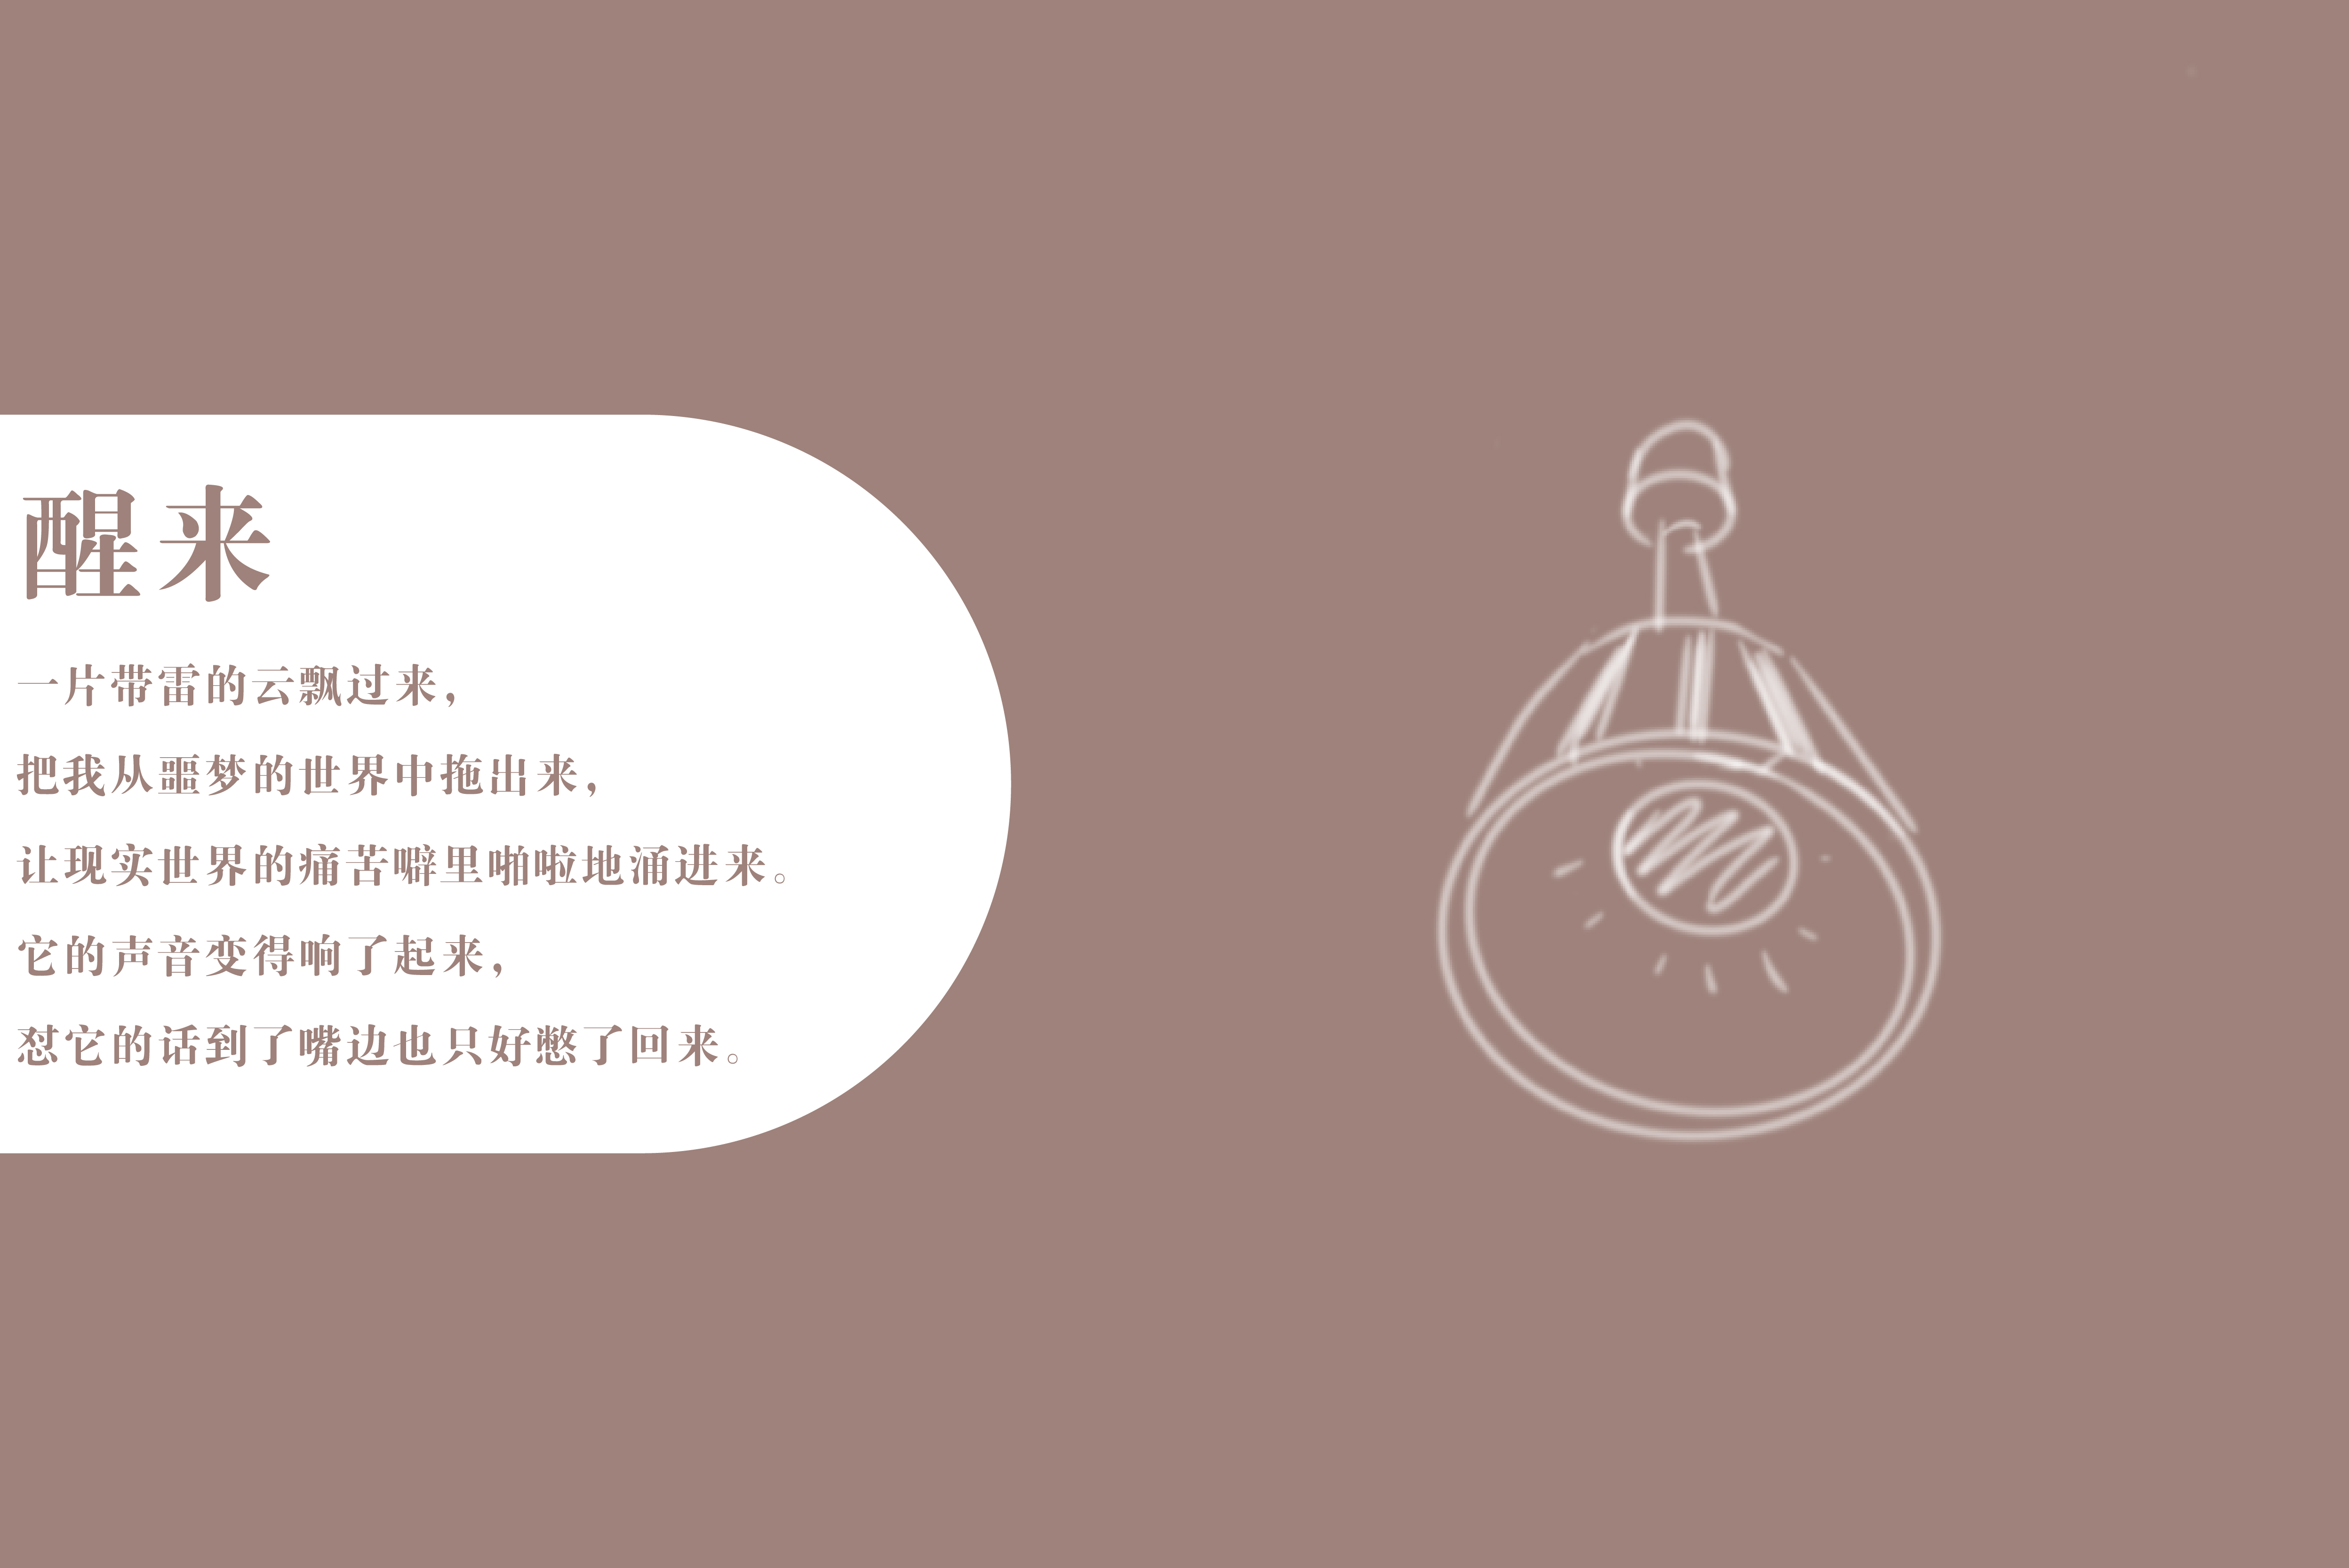 醒来
一片带雷的云飘过来，
把我从噩梦的世界中拖出来，
让现实世界的痛苦哗里啪啦地涌进来。
它的声音变得响了起来，
惹它的话到了嘴边也只好憋了回来。